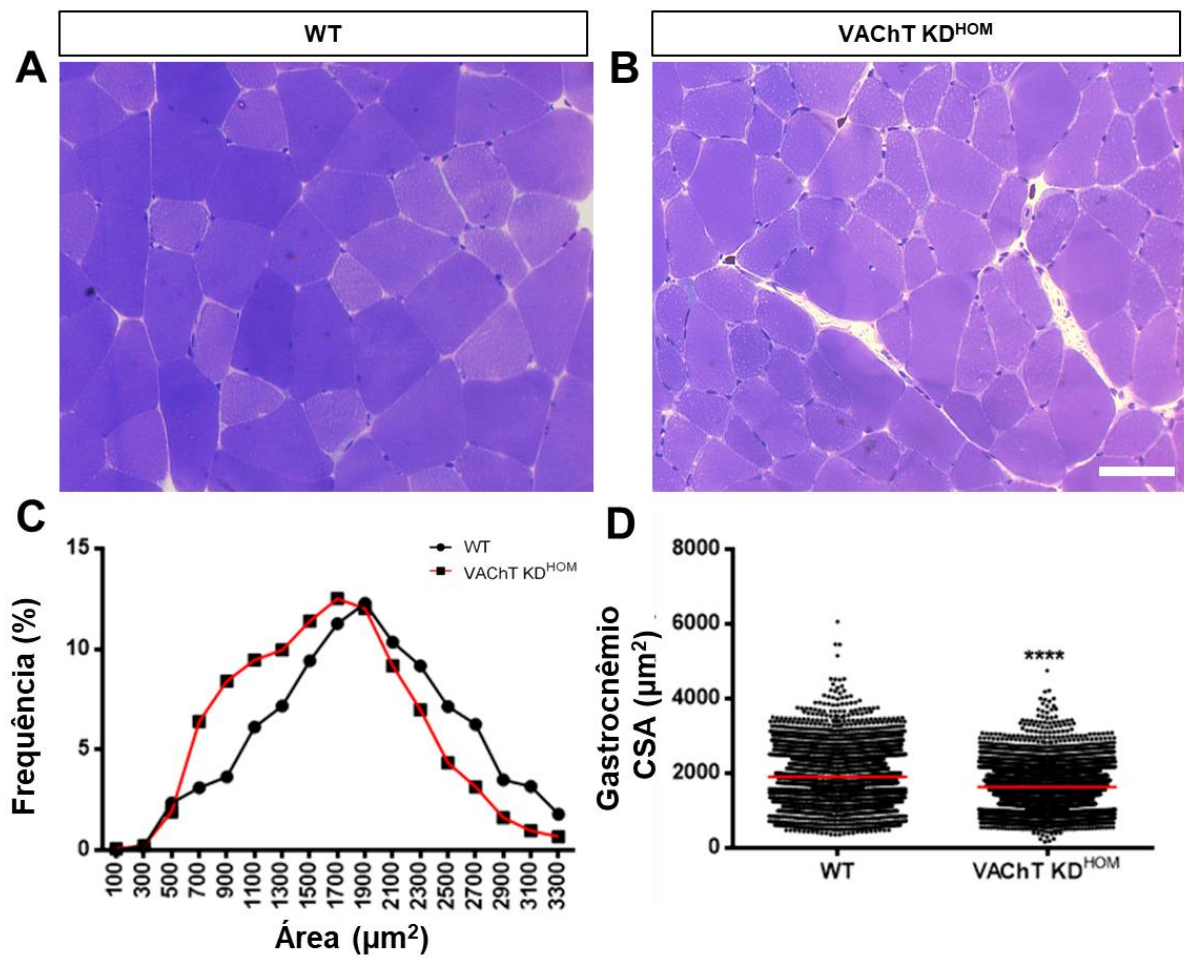 WT
VAChT KDHOM
A
B
C
D
Frequência (%)
15
10
5
0
WT
VAChT KDHOM
100
300
500
700
900
1100
1300
1500
1700
1900
2100
2300
2500
2700
2900
3100
3300
Área (µm²)
Gastrocnêmio
CSA (µm²)
8000
6000
4000
2000
0
****
WT
VAChT KDHOM